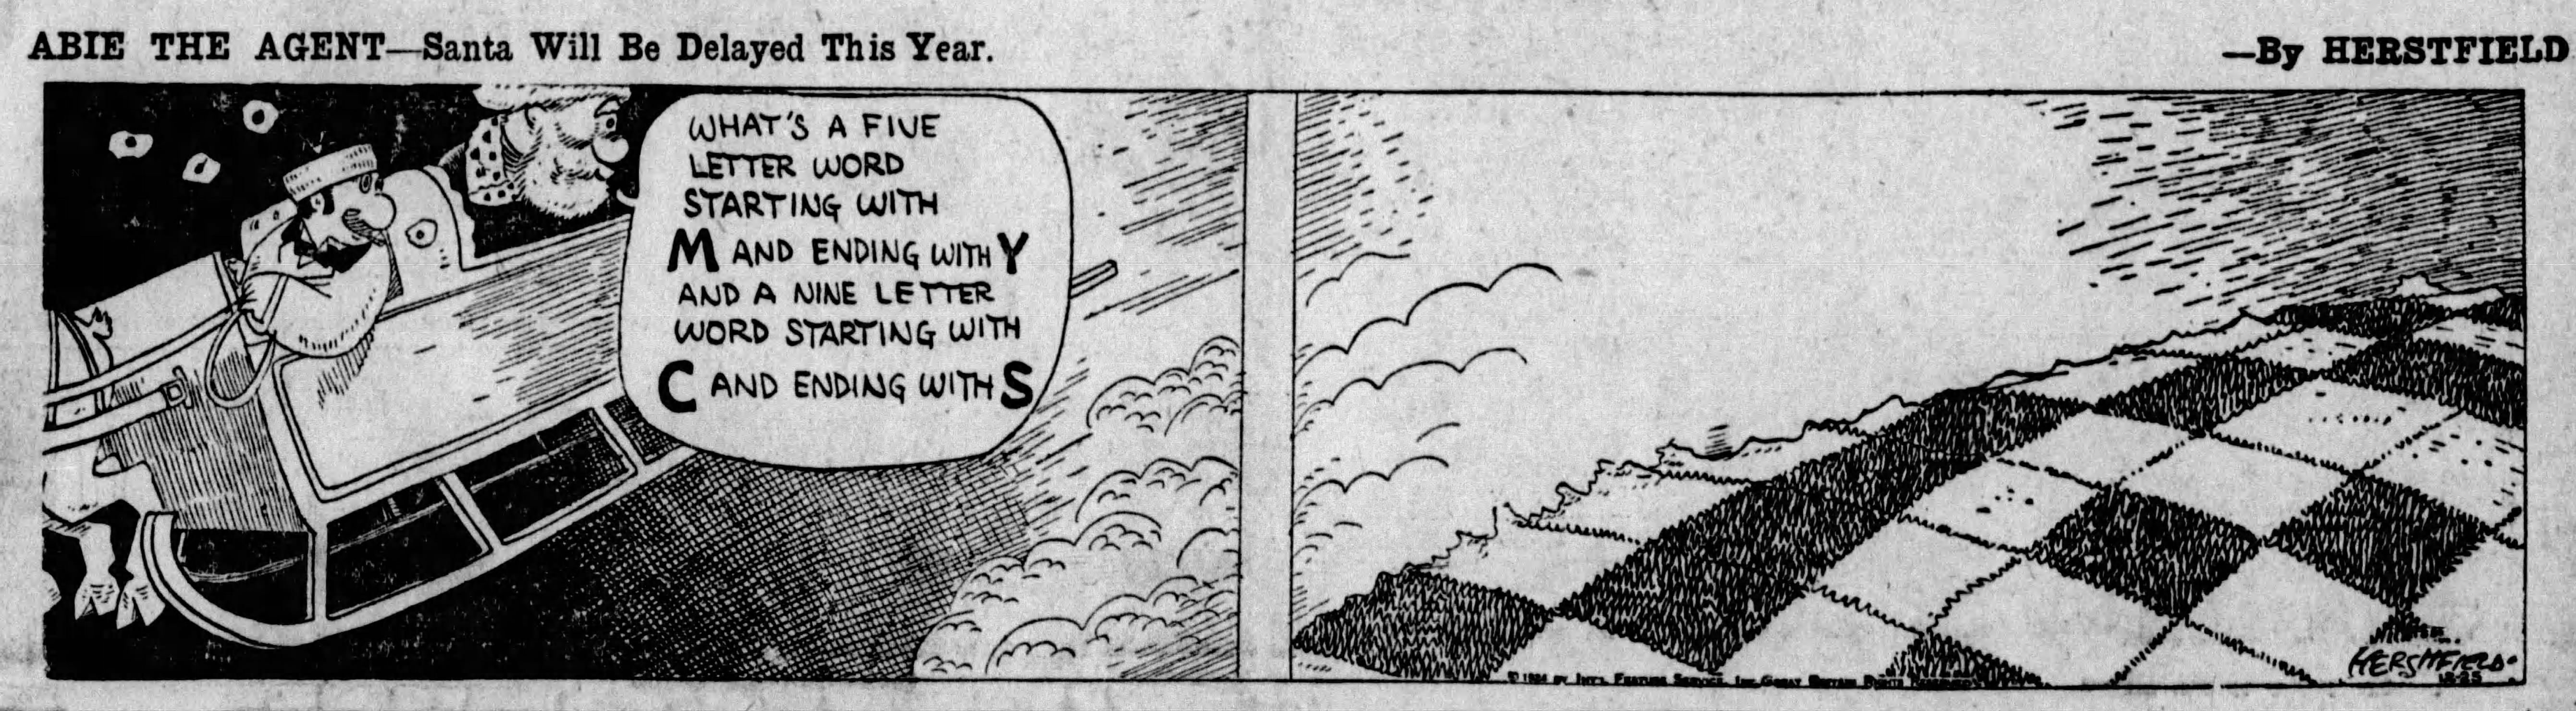 ABIE THE AGENT—Santa Will Be Delayed This Year.
—By HERSTFIELD
WHAT'S A FIVE
LETTER WORD
STARTING WITH
M AND ENDING WITH Y
AND A NINE LETTER
WORD STARTING WITH
C AND ENDING WITH S
© 1924 BY INT'L FEATURE SERVICE, INC. GREAT BRITAIN RIGHTS RESERVED
HERSHFIELD
12-25